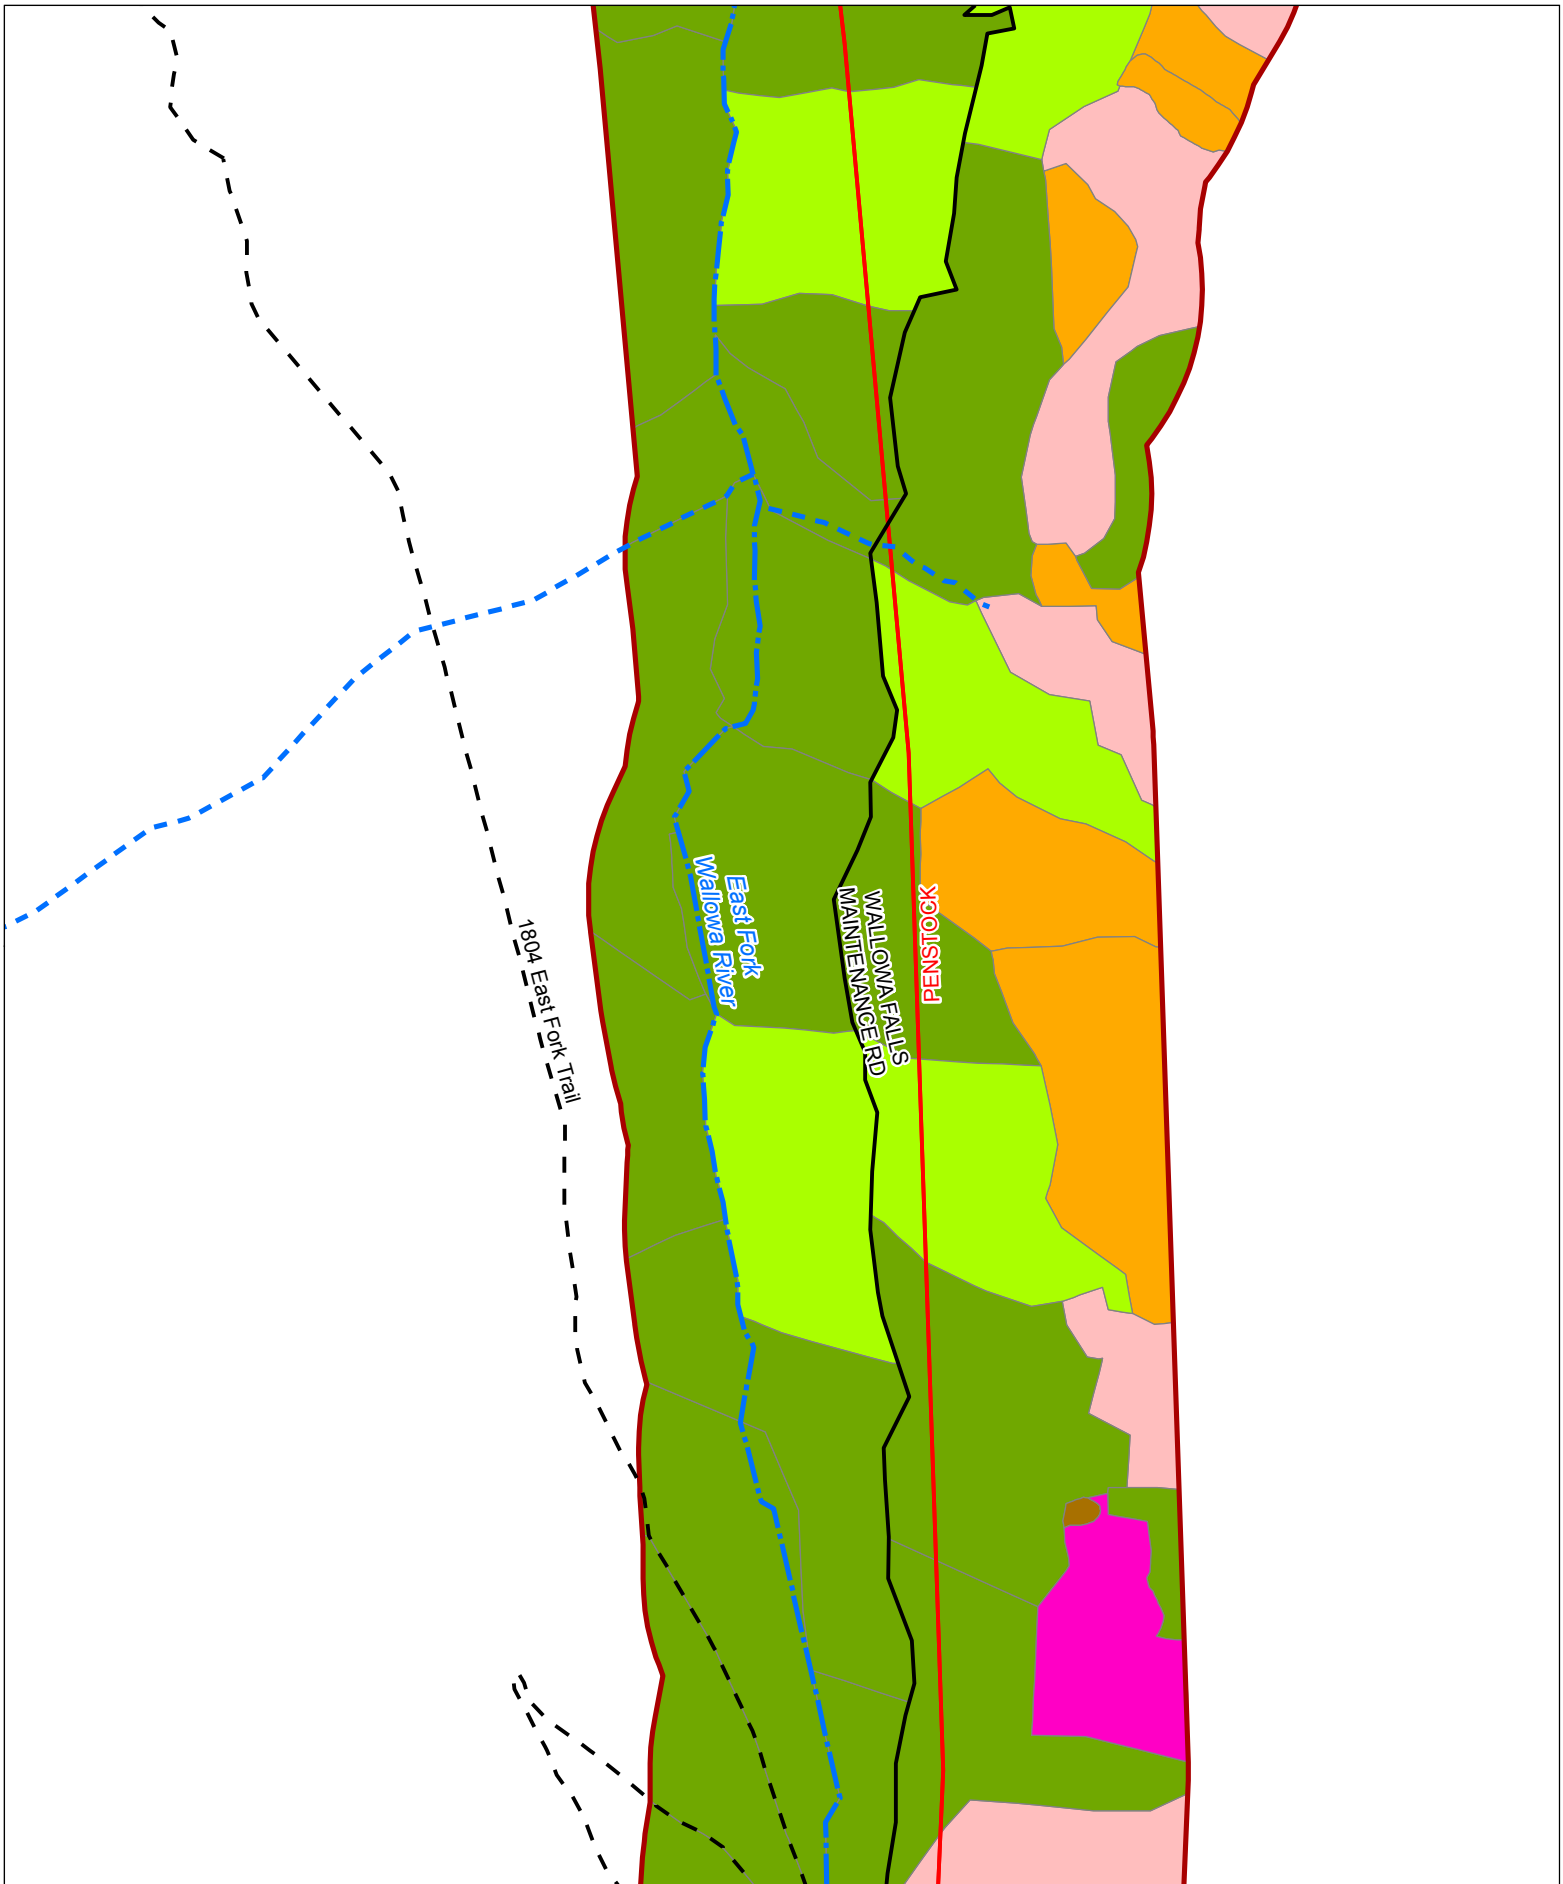 East Fork
Wallowa River
WALLOWA FALLS
MAINTENANCE RD
PENSTOCK
1804 East Fork Trail